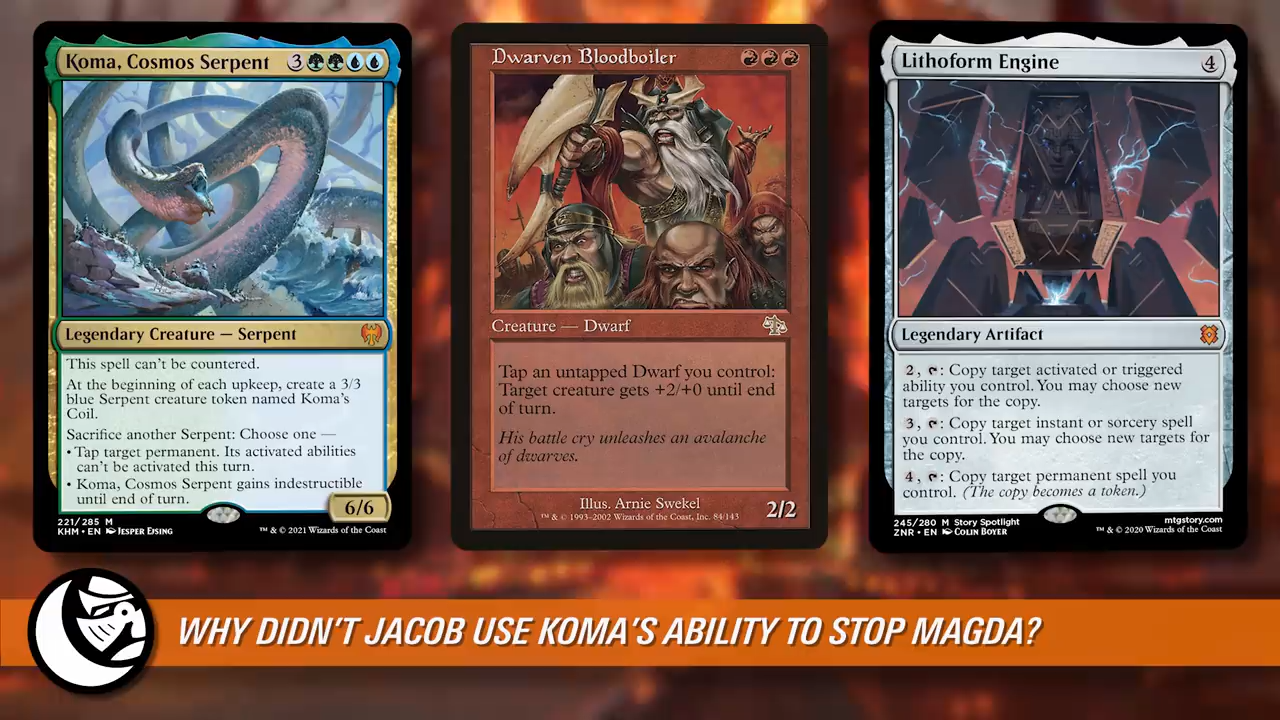 Koma, Cosmos Serpent 3
Legendary Creature — Serpent
This spell can't be countered.
At the beginning of each upkeep, create a 3/3
blue Serpent creature token named Koma's
Coil.
Sacrifice another Serpent: Choose one —
• Tap target permanent. Its activated abilities
can't be activated this turn.
• Koma, Cosmos Serpent gains indestructible
until end of turn.
6/6
221/285 M
KHM • EN JESPER EJSING
™ & © 2021 Wizards of the Coast
Dwarven Bloodboiler
Creature — Dwarf
Tap an untapped Dwarf you control:
Target creature gets +2/+0 until end
of turn.
His battle cry unleashes an avalanche
of dwarves.
Illus. Arnie Swekel
™ & © 1993–2002 Wizards of the Coast, Inc. 84/143
2/2
Lithoform Engine 4
Legendary Artifact
2, : Copy target activated or triggered
ability you control. You may choose new
targets for the copy.
3, : Copy target instant or sorcery spell
you control. You may choose new targets for
the copy.
4, : Copy target permanent spell you
control. (The copy becomes a token.)
245/280 M Story Spotlight
ZNR • EN COLIN BOYER
mtgstory.com
™ & © 2020 Wizards of the Coast
WHY DIDN'T JACOB USE KOMA'S ABILITY TO STOP MAGDA?